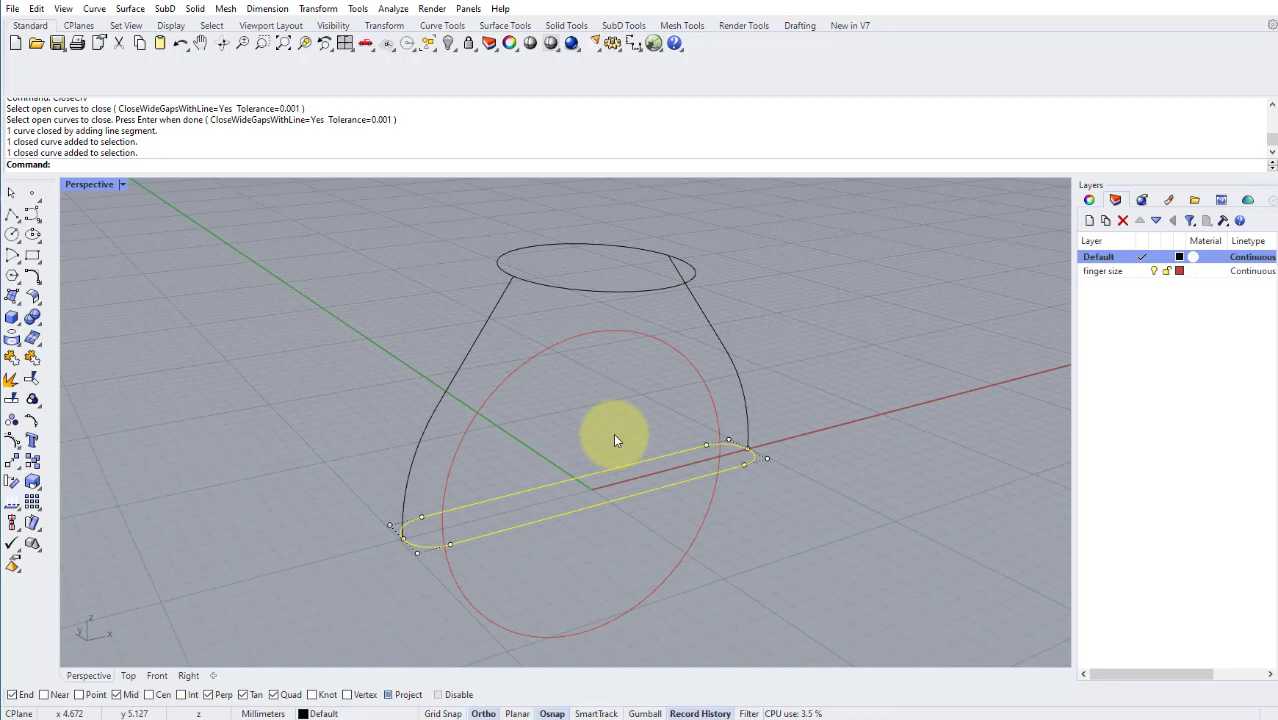 File Edit View Curve Surface SubD Solid Mesh Dimension Transform Tools Analyze Render Panels Help
Standard CPlanes Set View Display Select Viewport Layout Visibility Transform Curve Tools Surface Tools Solid Tools SubD Tools Mesh Tools Render Tools Drafting New in V7
Command: CloseCrv
Select open curves to close ( CloseWideGapsWithLine=Yes Tolerance=0.001 )
Select open curves to close. Press Enter when done ( CloseWideGapsWithLine=Yes Tolerance=0.001 )
1 curve closed by adding line segment.
1 closed curve added to selection.
1 closed curve added to selection.
Command:
Perspective
Layers
Layer Material Linetype
Default Continuous
finger size Continuous
z
y x
Perspective Top Front Right
End Near Point Mid Cen Int Perp Tan Quad Knot Vertex Project Disable
CPlane x 4.672 y 5.127 z Millimeters Default Grid Snap Ortho Planar Osnap SmartTrack Gumball Record History Filter CPU use: 3.5 %